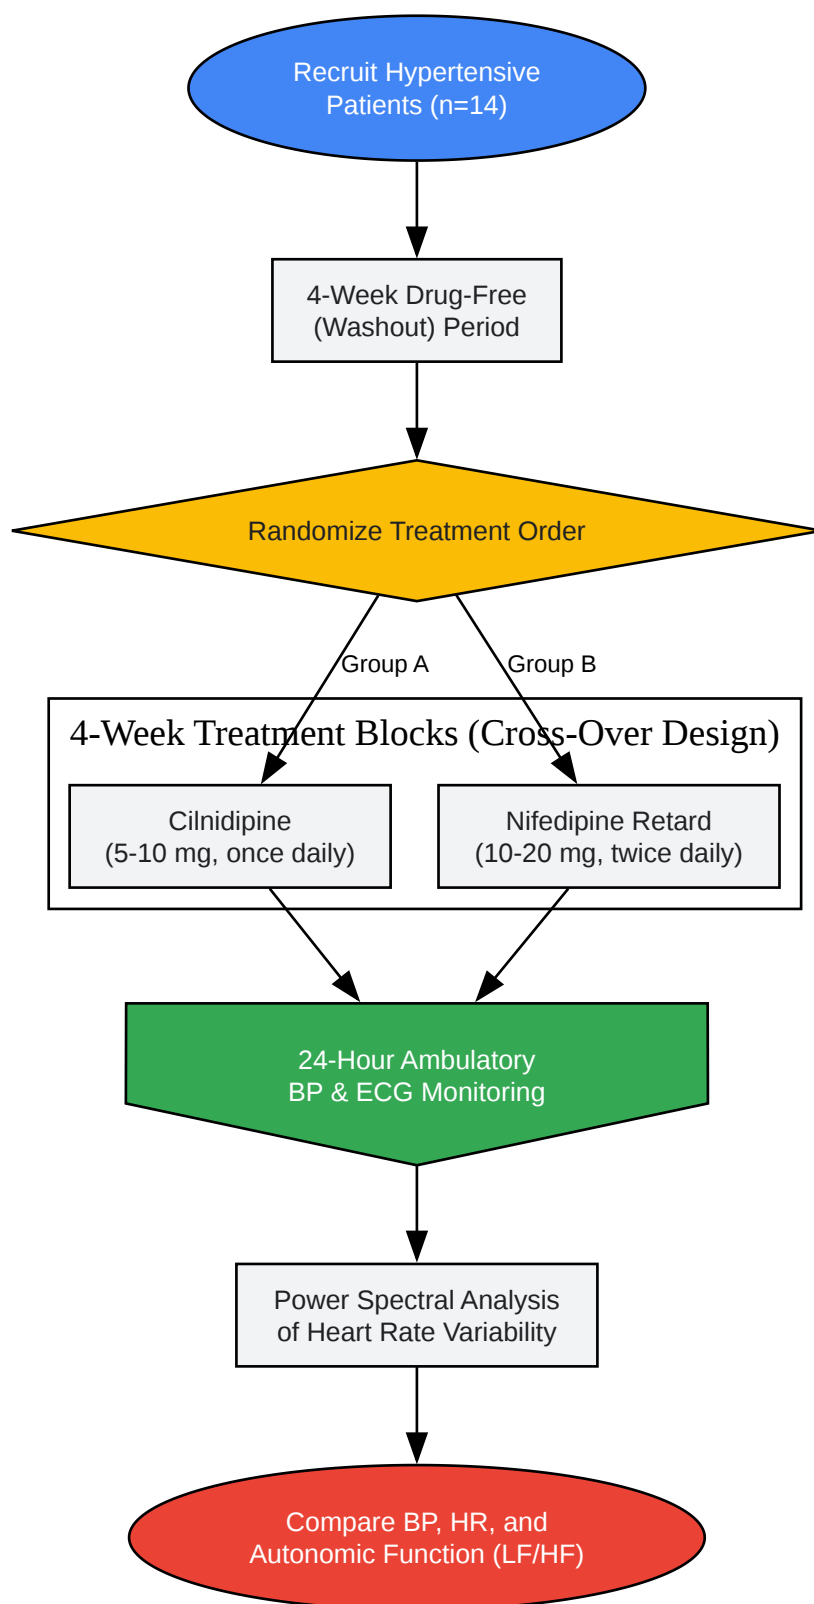 Recruit Hypertensive
Patients (n=14)
4-Week Drug-Free
(Washout) Period
Randomize Treatment Order
Group A
Group B
4-Week Treatment Blocks (Cross-Over Design)
Cilnidipine
(5-10 mg, once daily)
Nifedipine Retard
(10-20 mg, twice daily)
24-Hour Ambulatory
BP & ECG Monitoring
Power Spectral Analysis
of Heart Rate Variability
Compare BP, HR, and
Autonomic Function (LF/HF)